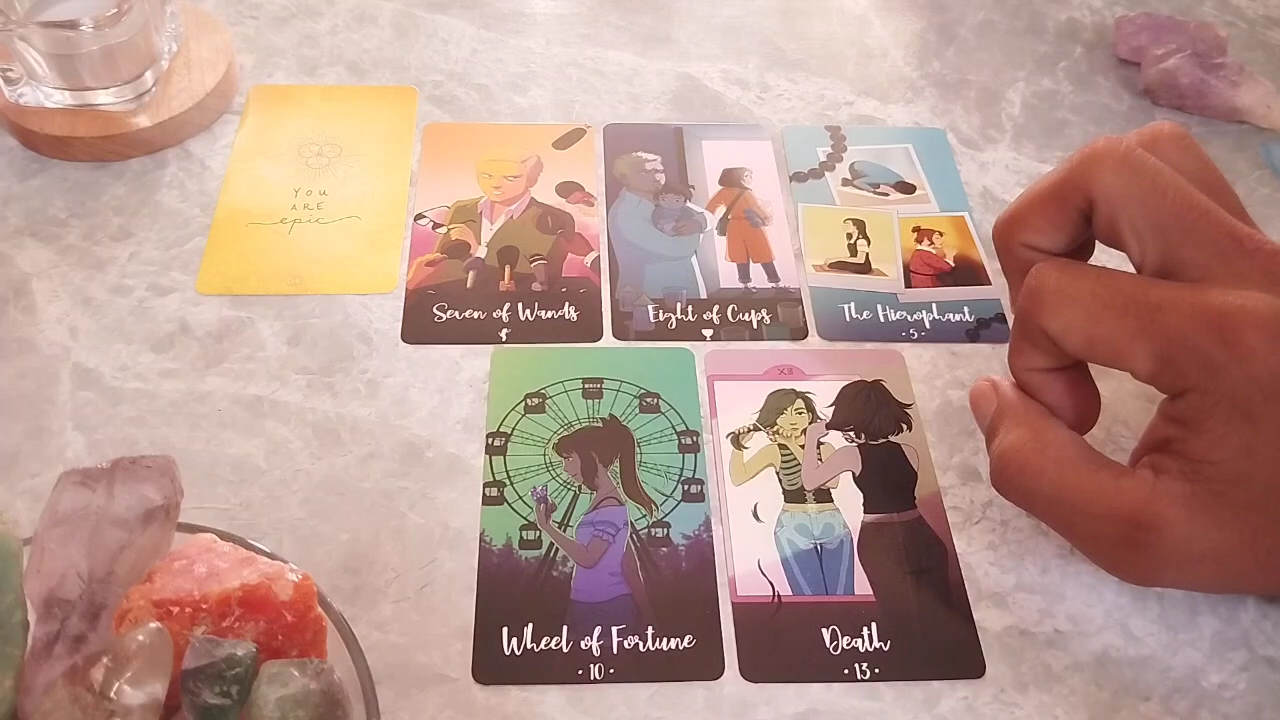 YOU
ARE
epic
Seven of Wands
Eight of Cups
The Hierophant
· 5 ·
XIII
Wheel of Fortune
· 10 ·
Death
· 13 ·